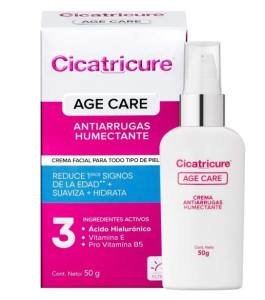 Cicatricure®
AGE CARE
ANTIARRUGAS
HUMECTANTE
CREMA FACIAL PARA TODO TIPO DE PIEL
REDUCE 1ros SIGNOS
DE LA EDAD** +
SUAVIZA + HIDRATA
3
INGREDIENTES ACTIVOS
• Ácido Hialurónico
• Vitamina E
• Pro Vitamina B5
Cont. Neto: 50 g
Cicatricure®
AGE CARE
CREMA
ANTIARRUGAS
HUMECTANTE
Cont. Neto
50g